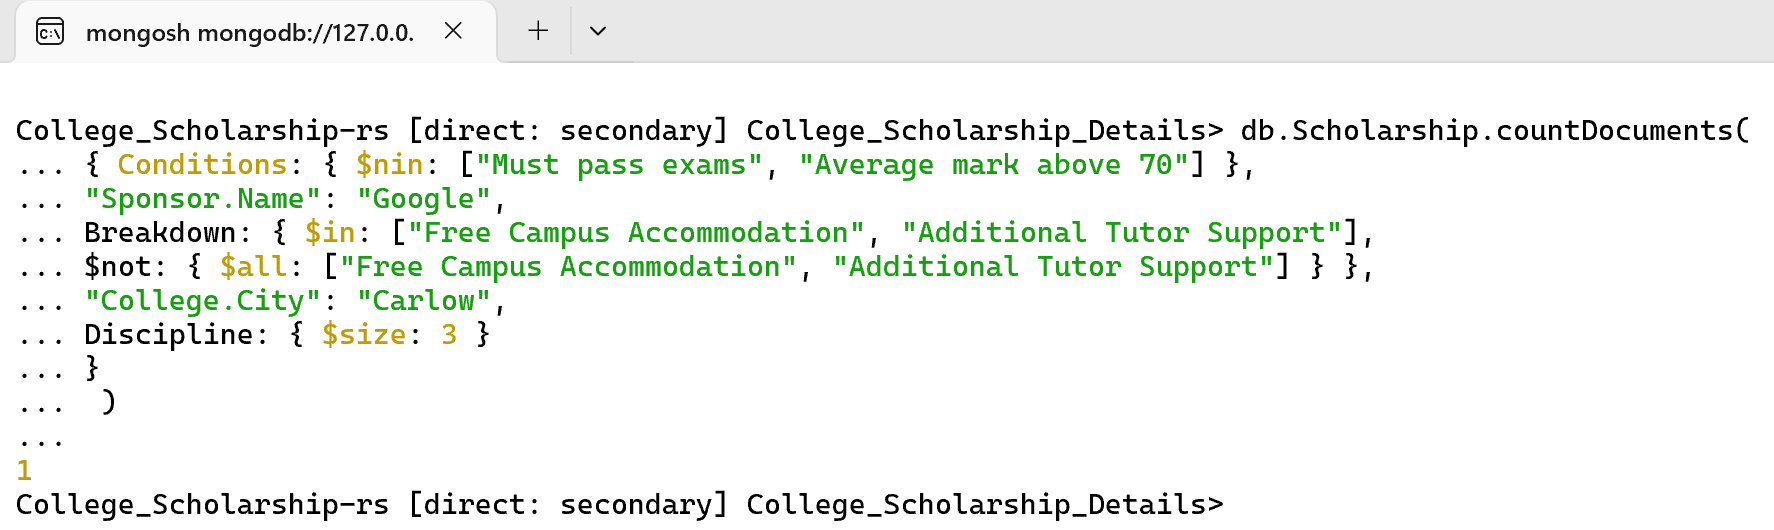 mongosh mongodb://127.0.0.
College_Scholarship-rs [direct: secondary] College_Scholarship_Details> db.Scholarship.countDocuments(
... { Conditions: { $nin: ["Must pass exams", "Average mark above 70"] },
... "Sponsor.Name": "Google",
... Breakdown: { $in: ["Free Campus Accommodation", "Additional Tutor Support"],
... $not: { $all: ["Free Campus Accommodation", "Additional Tutor Support"] } },
... "College.City": "Carlow",
... Discipline: { $size: 3 }
... }
...  )
...
1
College_Scholarship-rs [direct: secondary] College_Scholarship_Details>